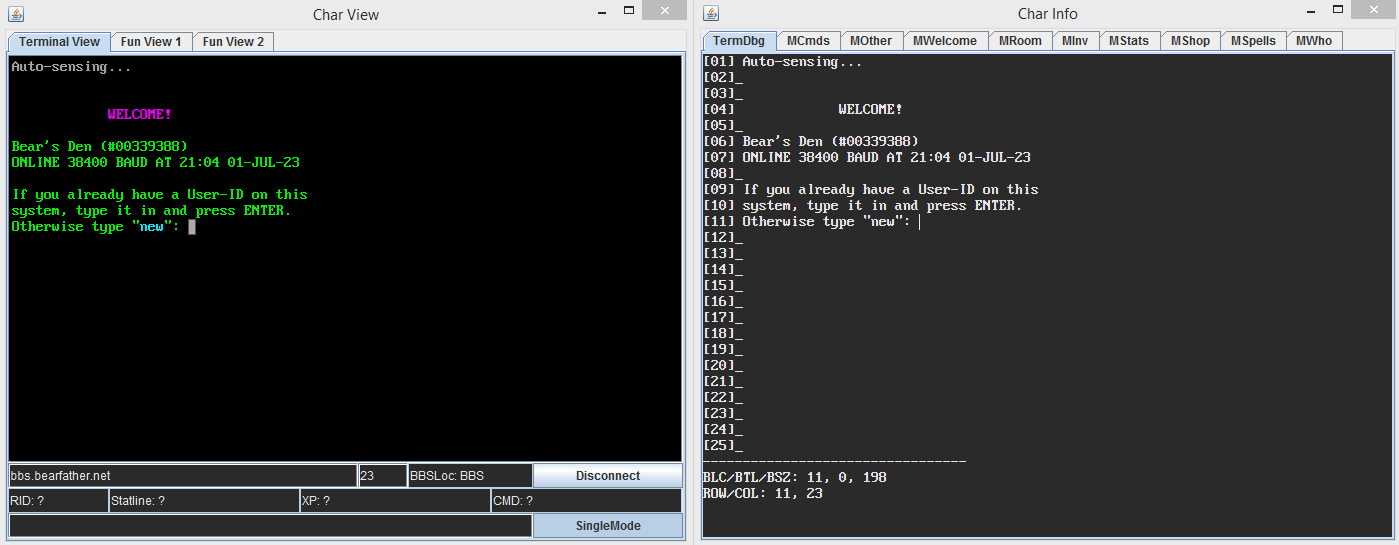 Char View
Terminal View Fun View 1 Fun View 2
Auto-sensing...
WELCOME!
Bear's Den (#00339388)
ONLINE 38400 BAUD AT 21:04 01-JUL-23
If you already have a User-ID on this
system, type it in and press ENTER.
Otherwise type "new":
bbs.bearfather.net 23 BBSLoc: BBS Disconnect
RID: ? Statline: ? XP: ? CMD: ?
SingleMode
Char Info
TermDbg MCmds MOther MWelcome MRoom MInv MStats MShop MSpells MWho
[01] Auto-sensing...
[02]_
[03]_
[04] WELCOME!
[05]_
[06] Bear's Den (#00339388)
[07] ONLINE 38400 BAUD AT 21:04 01-JUL-23
[08]_
[09] If you already have a User-ID on this
[10] system, type it in and press ENTER.
[11] Otherwise type "new":
[12]_
[13]_
[14]_
[15]_
[16]_
[17]_
[18]_
[19]_
[20]_
[21]_
[22]_
[23]_
[24]_
[25]_
---------------------------------
BLC/BTL/BSZ: 11, 0, 198
ROW/COL: 11, 23